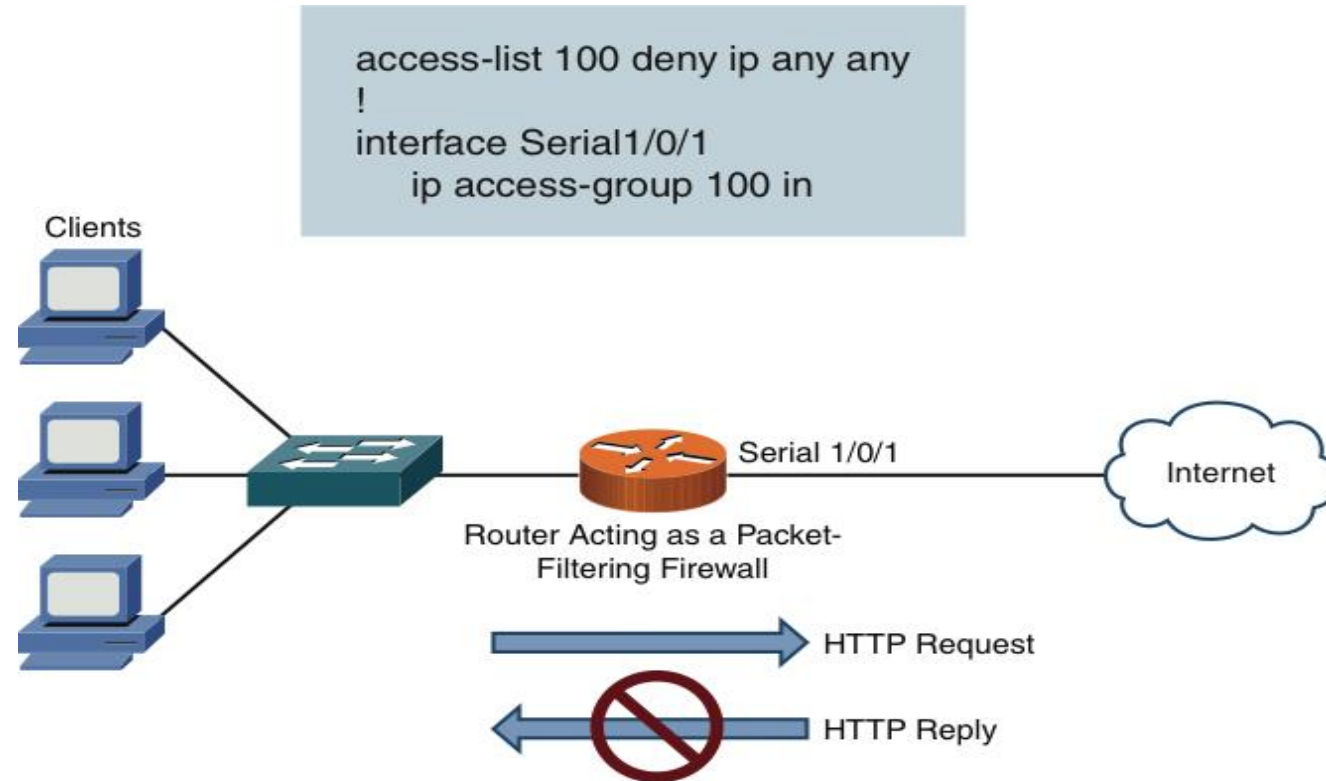 access-list 100 deny ip any any
!
interface Serial1/0/1
ip access-group 100 in
Clients
Serial 1/0/1
Internet
Router Acting as a Packet-
Filtering Firewall
HTTP Request
HTTP Reply